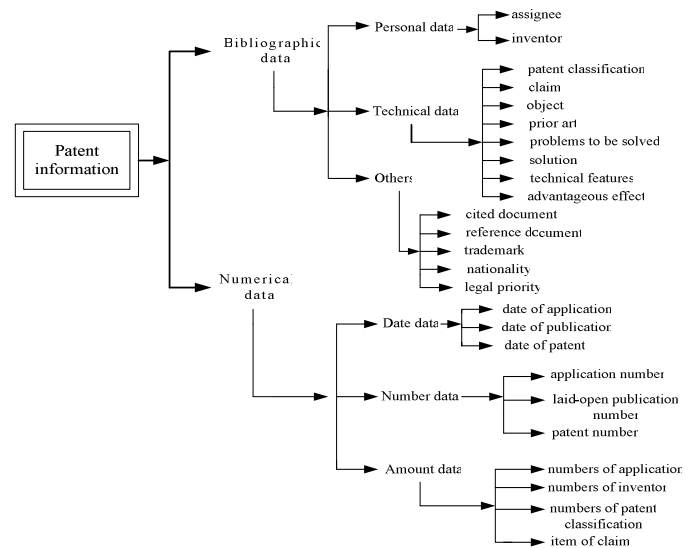 Patent
information
Bibliographic
data
Personal data
assignee
inventor
Technical data
patent classification
claim
object
prior art
problems to be solved
solution
technical features
advantageous effect
Others
cited document
reference document
trademark
nationality
legal priority
Numerical
data
Date data
date of application
date of publication
date of patent
Number data
application number
laid-open publication
number
patent number
Amount data
numbers of application
numbers of inventor
numbers of patent
classification
item of claim